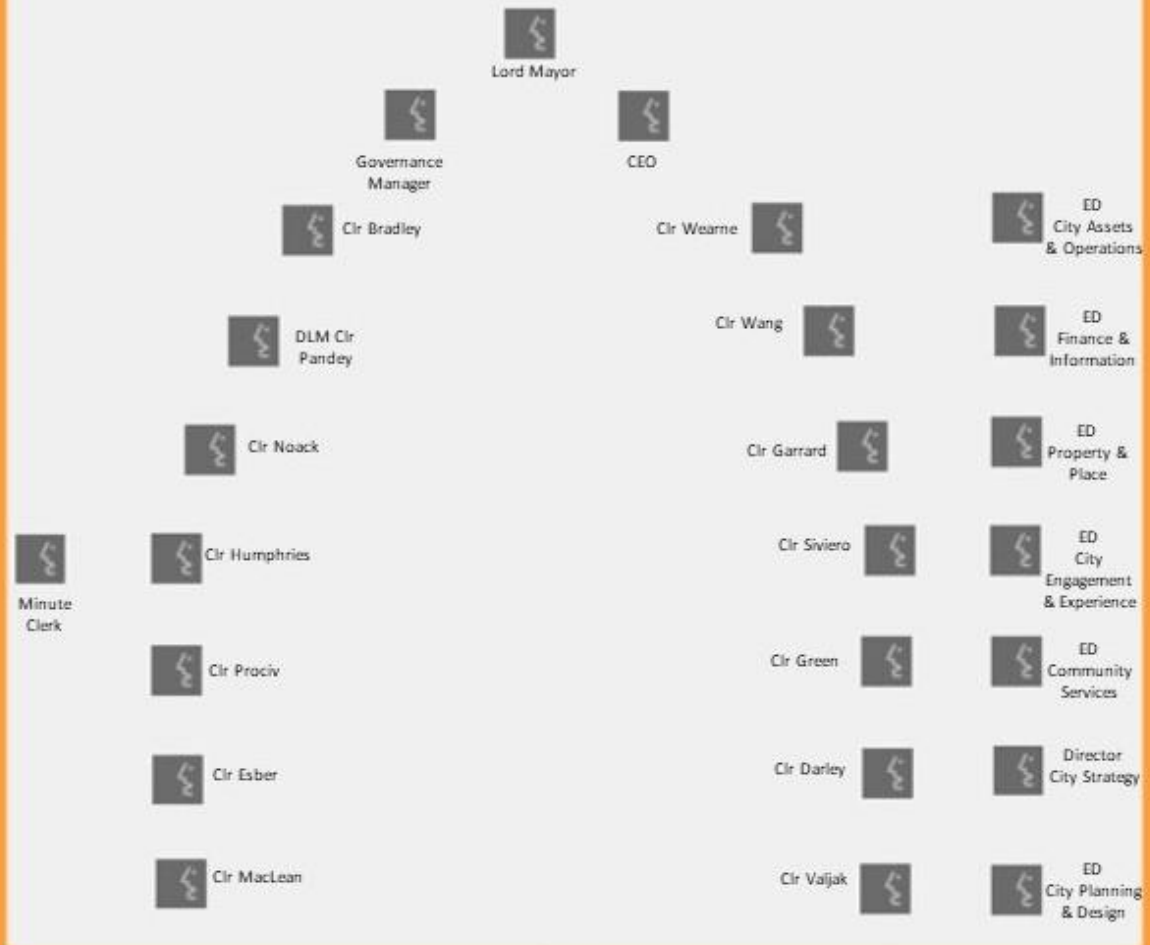 Lord Mayor
Governance
Manager
CEO
Clr Bradley
Clr Wearne
ED
City Assets
& Operations
DLM Clr
Pandey
Clr Wang
ED
Finance &
Information
Clr Noack
Clr Garrard
ED
Property &
Place
Minute
Clerk
Clr Humphries
Clr Siviero
ED
City
Engagement
& Experience
Clr Prociv
Clr Green
ED
Community
Services
Clr Esber
Clr Darley
Director
City Strategy
Clr MacLean
Clr Valjak
ED
City Planning
& Design